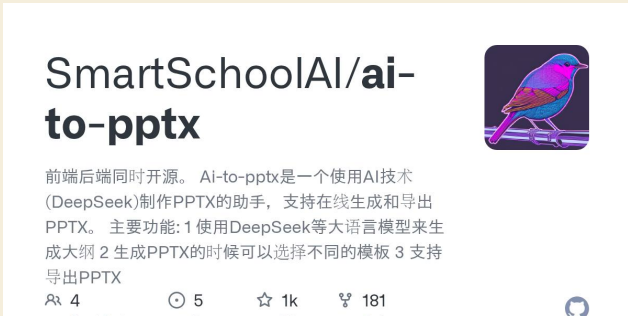 SmartSchoolAI/ai-
to-pptx
前端后端同时开源。 Ai-to-pptx是一个使用AI技术
(DeepSeek)制作PPTX的助手，支持在线生成和导出
PPTX。 主要功能: 1 使用DeepSeek等大语言模型来生
成大纲 2 生成PPTX的时候可以选择不同的模板 3 支持
导出PPTX
4 5 1k 181